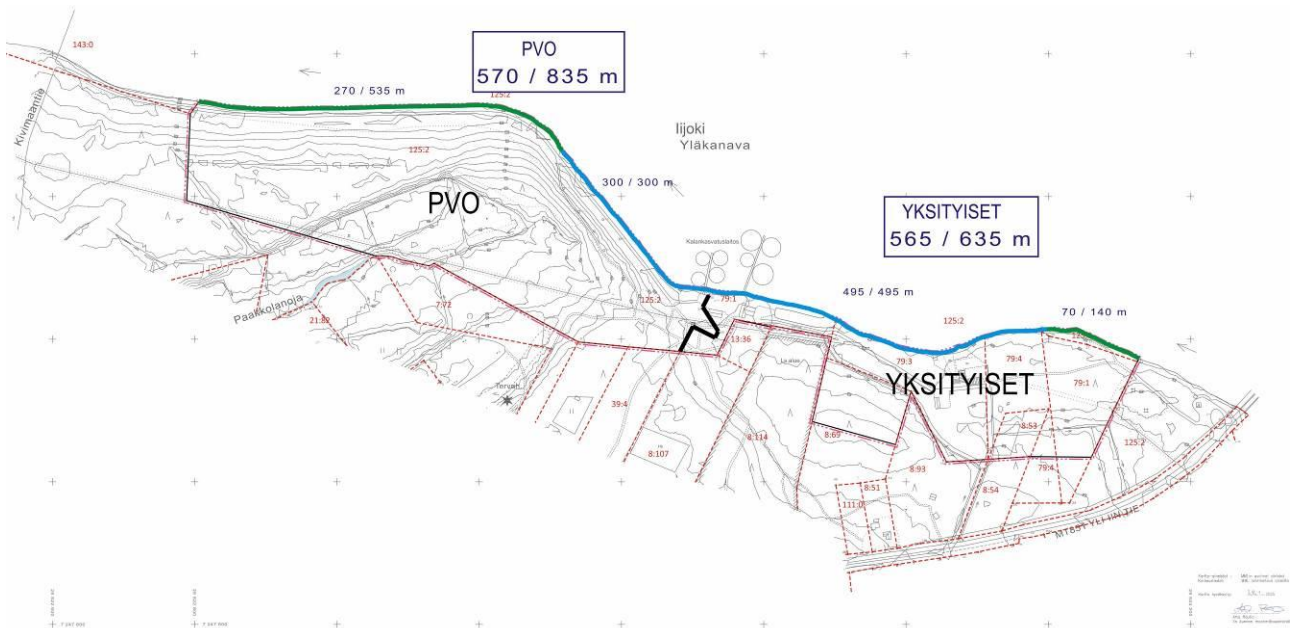 143:0
Kivimaantie
270 / 535 m
PVO
570 / 835 m
125:2
125:2
PVO
300 / 300 m
Iijoki
Yläkanava
Kalankasvatuslaitos
YKSITYISET
565 / 635 m
495 / 495 m
70 / 140 m
125:2
125:2
79:1
13:36
Paakkolanoja
21:82
7:72
39:4
8:107
8:114
8:69
79:3
79:4
YKSITYISET
79:1
8:53
79:4
125:2
8:93
8:54
8:51
111:0